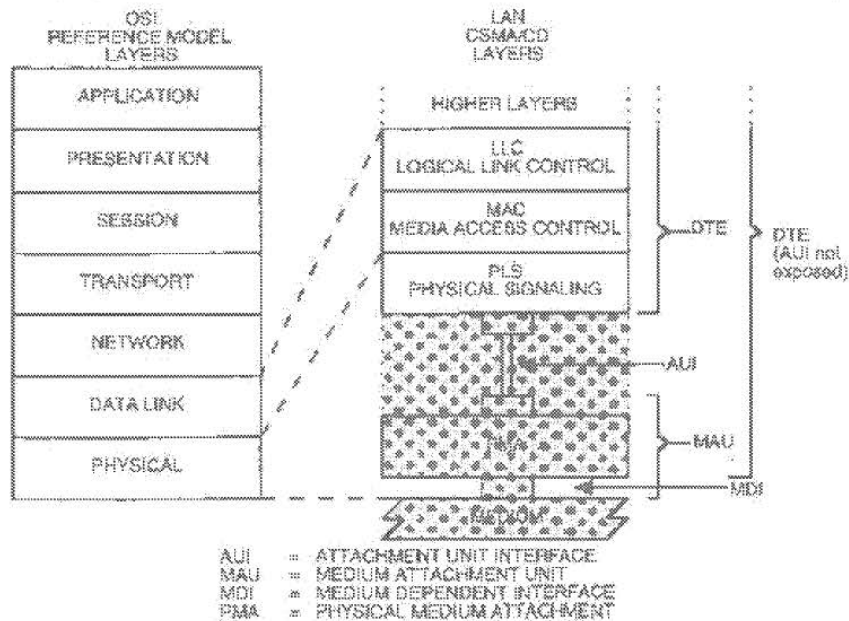 OSI
REFERENCE MODEL
LAYERS
APPLICATION
PRESENTATION
SESSION
TRANSPORT
NETWORK
DATA LINK
PHYSICAL
LAN
CSMA/CD
LAYERS
HIGHER LAYERS
LLC
LOGICAL LINK CONTROL
MAC
MEDIA ACCESS CONTROL
PLS
PHYSICAL SIGNALING
PMA
MEDIUM
DTE
DTE
(AUI not
exposed)
AUI
MAU
MDI
AUI = ATTACHMENT UNIT INTERFACE
MAU = MEDIUM ATTACHMENT UNIT
MDI = MEDIUM DEPENDENT INTERFACE
PMA = PHYSICAL MEDIUM ATTACHMENT